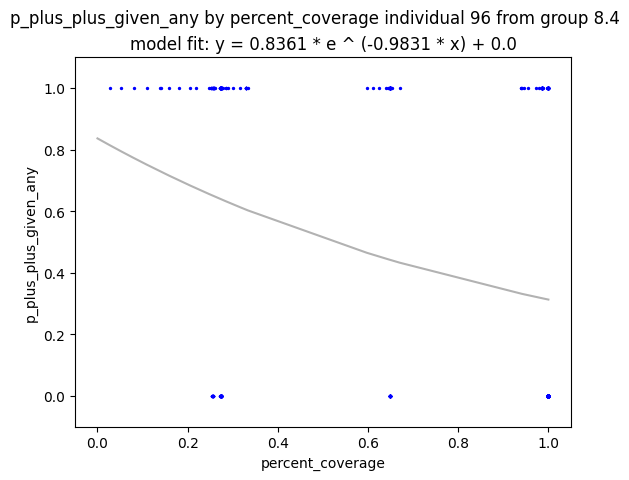 p_plus_plus_given_any by percent_coverage individual 96 from group 8.4
model fit: y = 0.8361 * e ^ (-0.9831 * x) + 0.0
1.0
0.8
0.6
0.4
0.2
0.0
p_plus_plus_given_any
0.0 0.2 0.4 0.6 0.8 1.0
percent_coverage